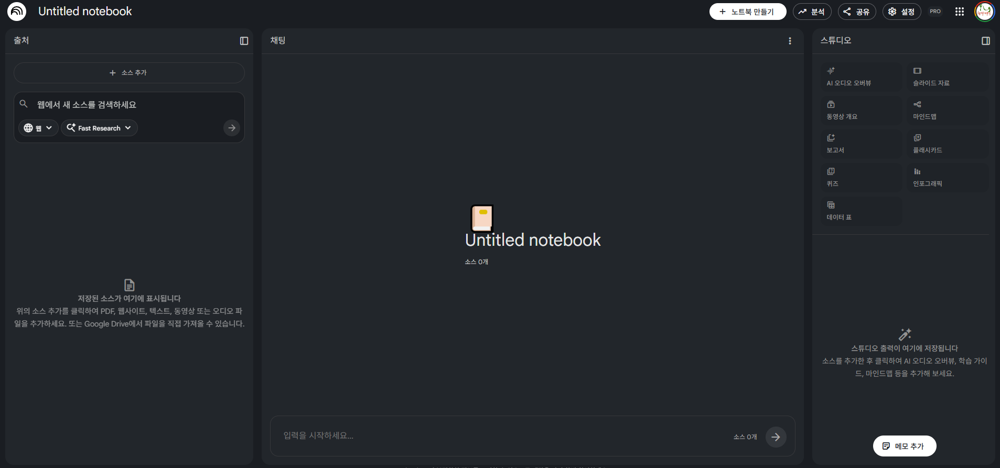 Untitled notebook
노트북 만들기
분석
공유
설정
PRO
출처
소스 추가
웹에서 새 소스를 검색하세요
웹
Fast Research
저장된 소스가 여기에 표시됩니다
위의 소스 추가를 클릭하여 PDF, 웹사이트, 텍스트, 동영상 또는 오디오 파
일을 추가하세요. 또는 Google Drive에서 파일을 직접 가져올 수 있습니다.
채팅
Untitled notebook
소스 0개
입력을 시작하세요...
소스 0개
스튜디오
AI 오디오 오버뷰
슬라이드 자료
동영상 개요
마인드맵
보고서
플래시카드
퀴즈
인포그래픽
데이터 표
스튜디오 출력이 여기에 저장됩니다
소스를 추가한 후 클릭하여 AI 오디오 오버뷰, 학습 가이
드, 마인드맵 등을 추가해 보세요.
메모 추가